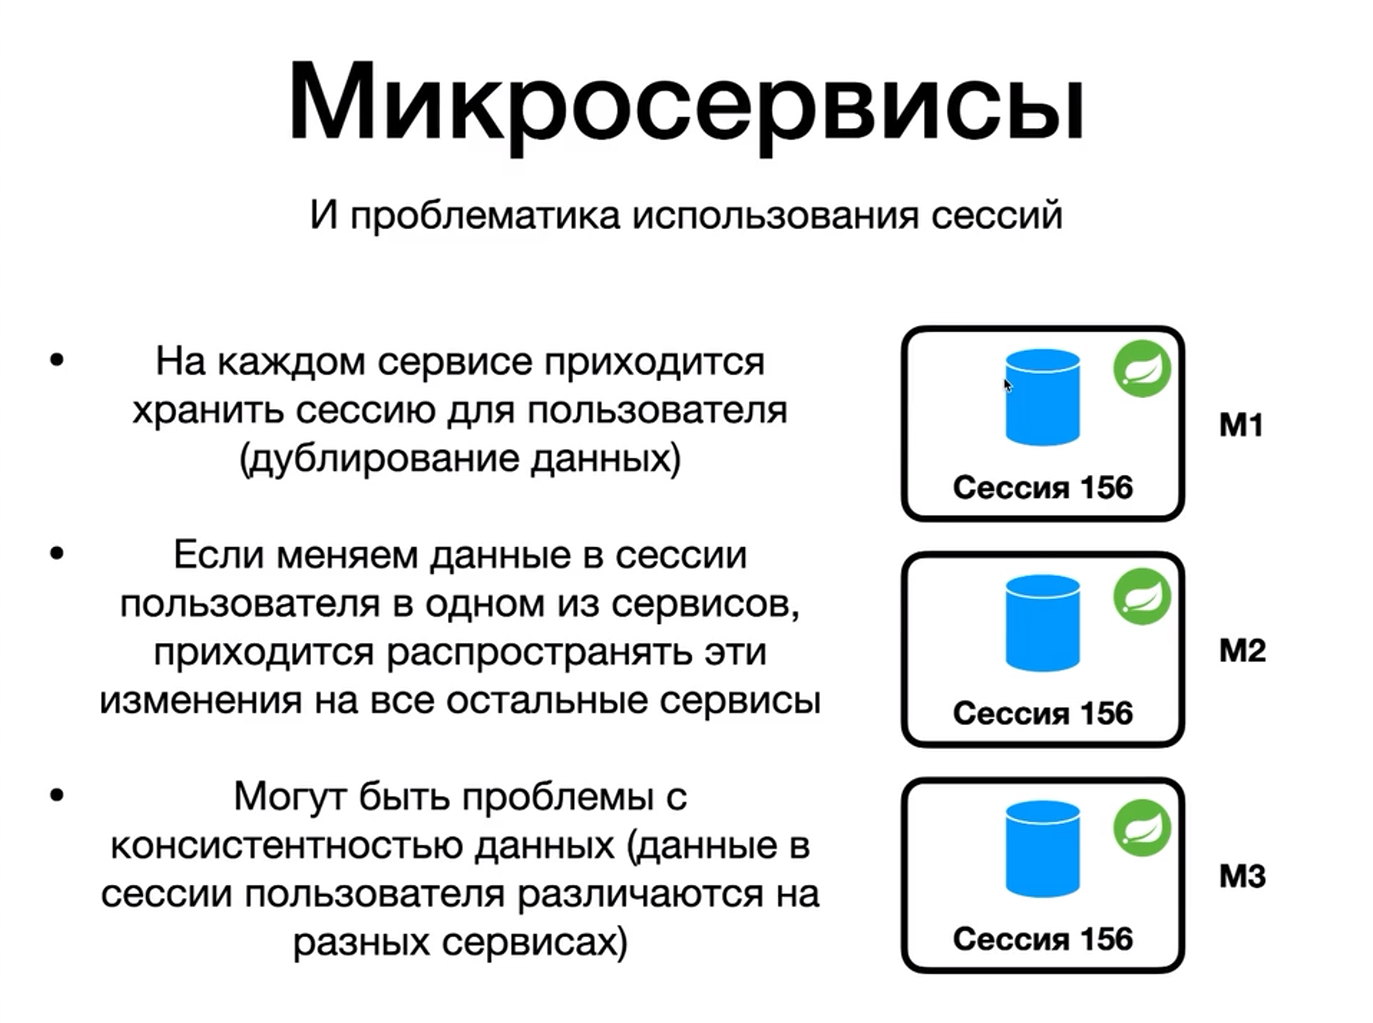 Микросервисы
И проблематика использования сессий
• На каждом сервисе приходится
хранить сессию для пользователя
(дублирование данных)
• Если меняем данные в сессии
пользователя в одном из сервисов,
приходится распространять эти
изменения на все остальные сервисы
• Могут быть проблемы с
консистентностью данных (данные в
сессии пользователя различаются на
разных сервисах)
Сессия 156
M1
Сессия 156
M2
Сессия 156
M3